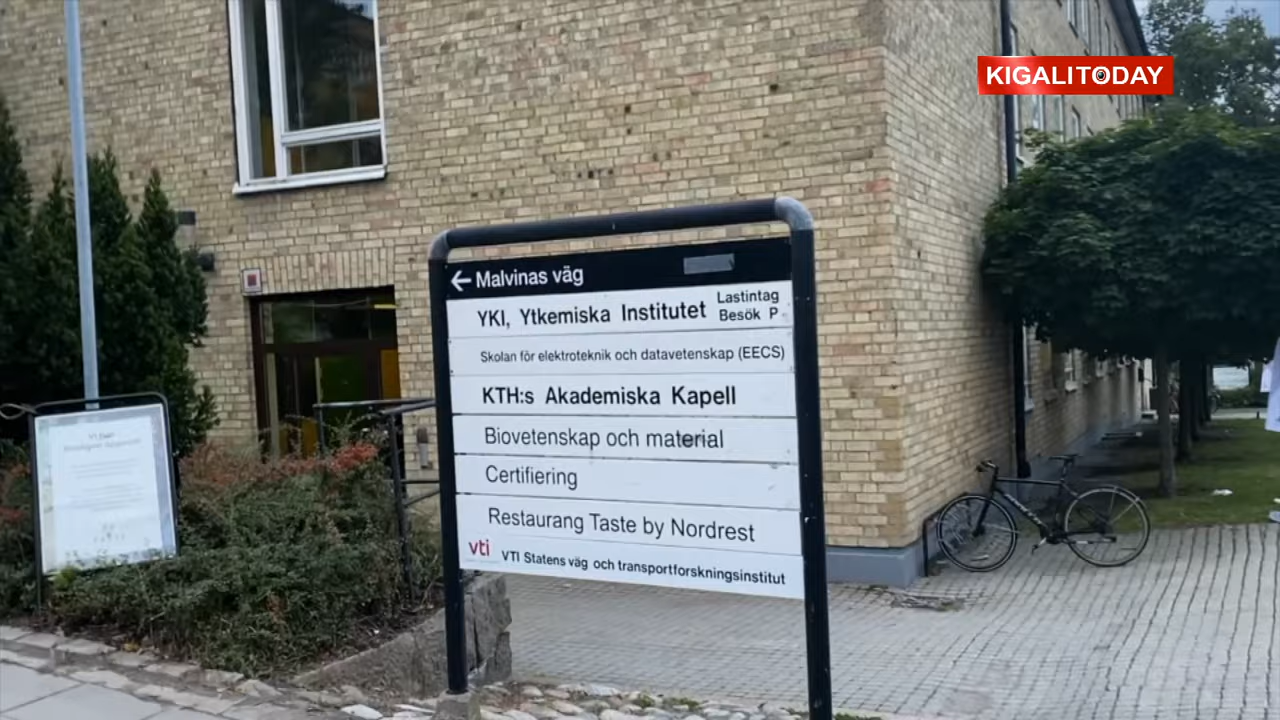 KIGALITODAY
← Malvinas väg
YKI, Ytkemiska Institutet
Lastintag
Besök P
Skolan för elektroteknik och datavetenskap (EECS)
KTH:s Akademiska Kapell
Biovetenskap och material
Certifiering
Restaurang Taste by Nordrest
vti VTI Statens väg och transportforskningsinstitut